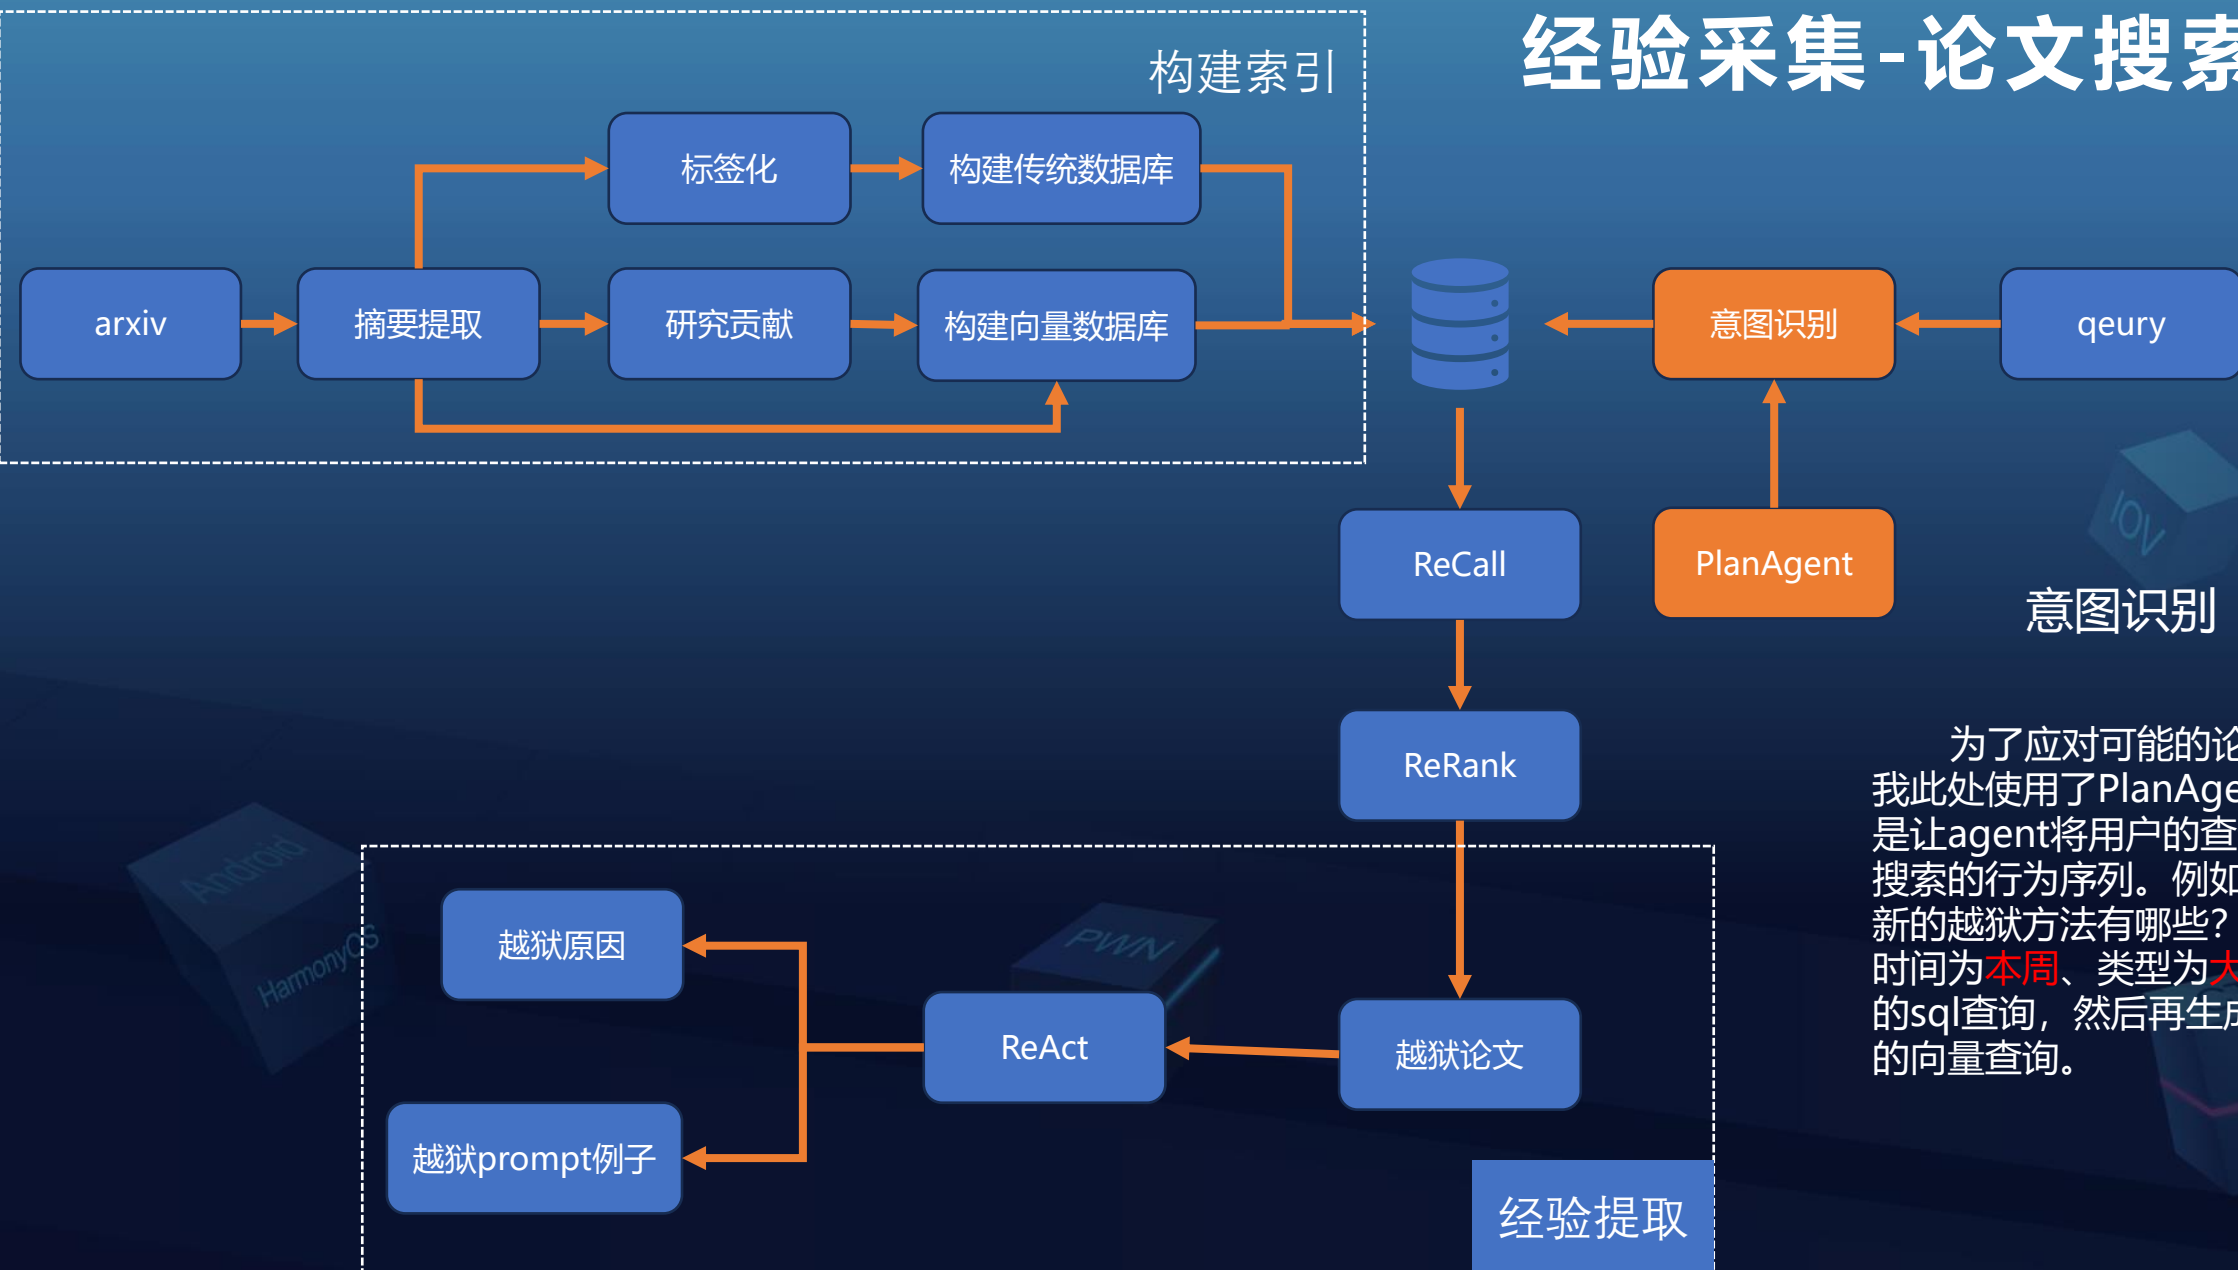 经验采集-论文搜索
构建索引
标签化
构建传统数据库
arxiv
摘要提取
研究贡献
构建向量数据库
意图识别
qeury
ReCall
PlanAgent
IOV
意图识别
ReRank
为了应对可能的论
我此处使用了PlanAge
是让agent将用户的查
搜索的行为序列。例如
新的越狱方法有哪些？
时间为本周、类型为大
的sql查询，然后再生成
的向量查询。
Android
HarmonyOS
PWN
越狱原因
ReAct
越狱论文
越狱prompt例子
经验提取